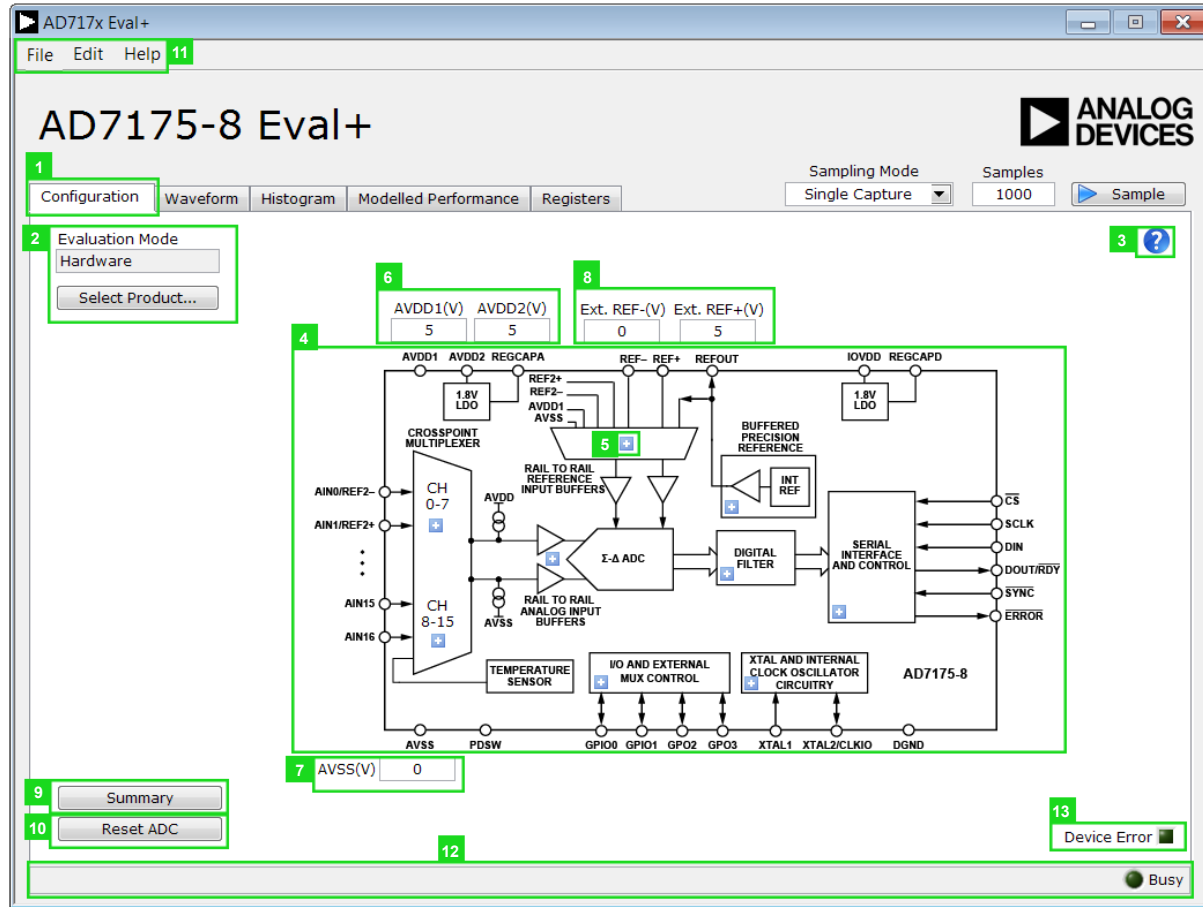 AD717x Eval+
File Edit Help 11
AD7175-8 Eval+
ANALOG
DEVICES
1
Sampling Mode Samples
Configuration Waveform Histogram Modelled Performance Registers
Single Capture 1000 Sample
2 Evaluation Mode
Hardware
Select Product...
3 ?
6 8
AVDD1(V) AVDD2(V) Ext. REF-(V) Ext. REF+(V)
5 5 0 5
4
AVDD1 AVDD2 REGCAPA REF– REF+ REFOUT IOVDD REGCAPD
1.8V
LDO
REF2+
REF2–
AVDD1
AVSS
1.8V
LDO
CROSSPOINT
MULTIPLEXER
5
BUFFERED
PRECISION
REFERENCE
INT
REF
RAIL TO RAIL
REFERENCE
INPUT BUFFERS
AIN0/REF2–
AIN1/REF2+
AIN15
AIN16
CH
0-7
CH
8-15
AVDD
AVSS
Σ-Δ ADC
DIGITAL
FILTER
SERIAL
INTERFACE
AND CONTROL
CS
SCLK
DIN
DOUT/RDY
SYNC
ERROR
RAIL TO RAIL
ANALOG INPUT
BUFFERS
TEMPERATURE
SENSOR
I/O AND EXTERNAL
MUX CONTROL
XTAL AND INTERNAL
CLOCK OSCILLATOR
CIRCUITRY
AD7175-8
AVSS PDSW GPIO0 GPIO1 GPO2 GPO3 XTAL1 XTAL2/CLKIO DGND
7 AVSS(V) 0
9 Summary
10 Reset ADC
13
Device Error
12
Busy